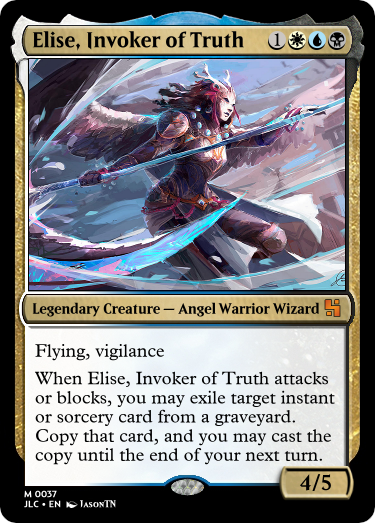 Elise, Invoker of Truth 1
Legendary Creature — Angel Warrior Wizard
Flying, vigilance
When Elise, Invoker of Truth attacks
or blocks, you may exile target instant
or sorcery card from a graveyard.
Copy that card, and you may cast the
copy until the end of your next turn.
4/5
M 0037
JLC • EN JASONTN